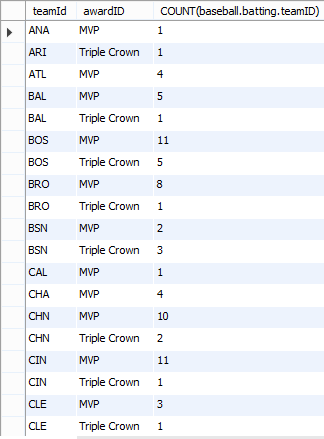 teamId awardID COUNT(baseball.batting.teamID)
ANA MVP 1
ARI Triple Crown 1
ATL MVP 4
BAL MVP 5
BAL Triple Crown 1
BOS MVP 11
BOS Triple Crown 5
BRO MVP 8
BRO Triple Crown 1
BSN MVP 2
BSN Triple Crown 3
CAL MVP 1
CHA MVP 4
CHN MVP 10
CHN Triple Crown 2
CIN MVP 11
CIN Triple Crown 1
CLE MVP 3
CLE Triple Crown 1